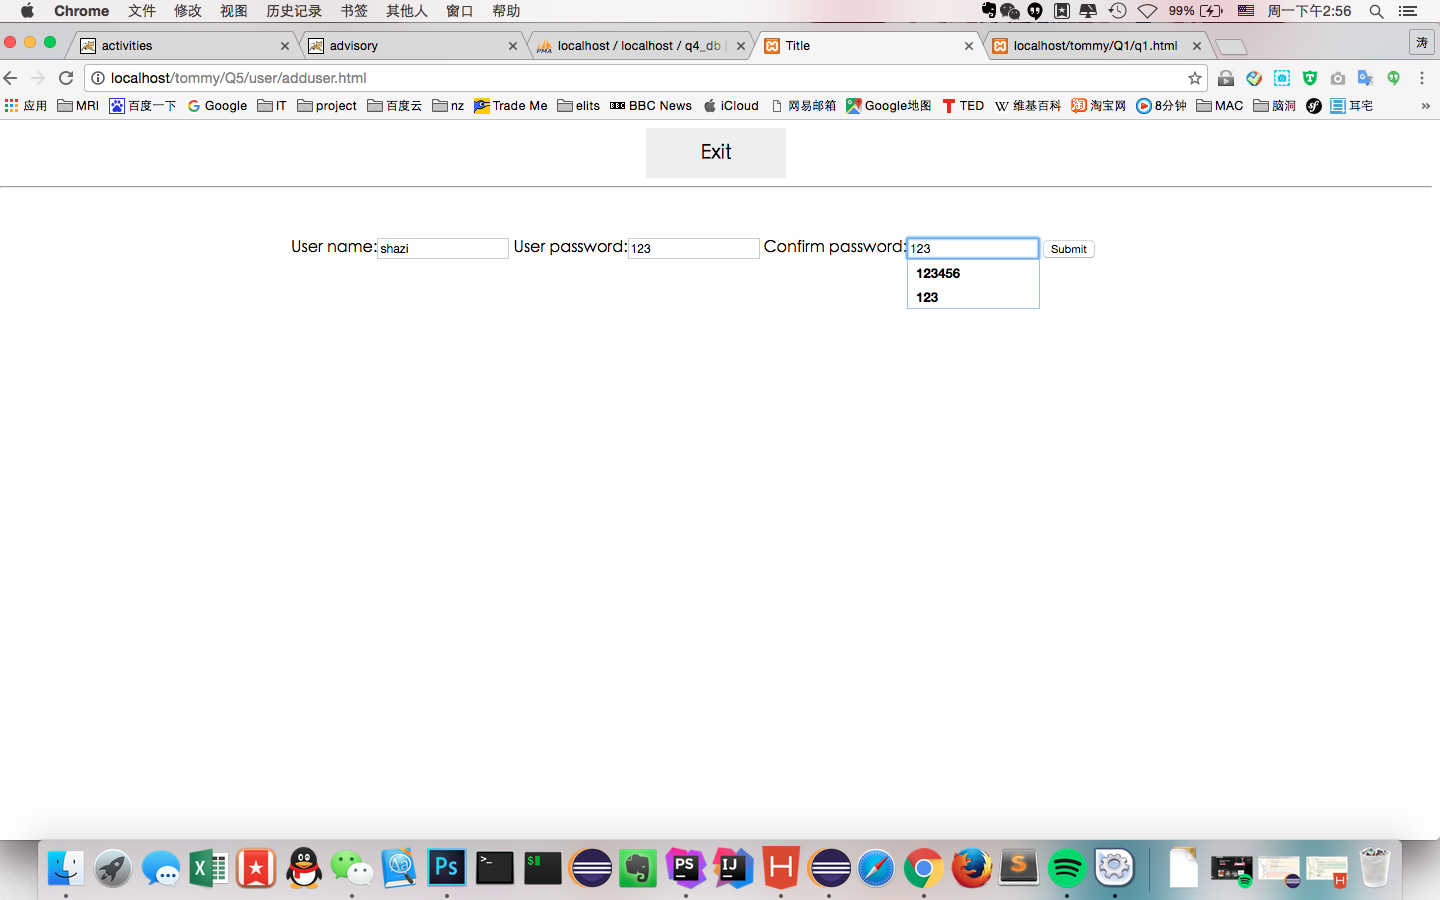 Chrome 文件 修改 视图 历史记录 书签 其他人 窗口 帮助 99% 周一下午2:56
activities advisory localhost / localhost / q4_db Title localhost/tommy/Q1/q1.html 涛
localhost/tommy/Q5/user/adduser.html
应用 MRI 百度一下 Google IT project 百度云 nz Trade Me elits BBC News iCloud 网易邮箱 Google地图 TED 维基百科 淘宝网 8分钟 MAC 脑洞 耳宅 »
Exit
User name: shazi User password: 123 Confirm password: 123 Submit
123456
123